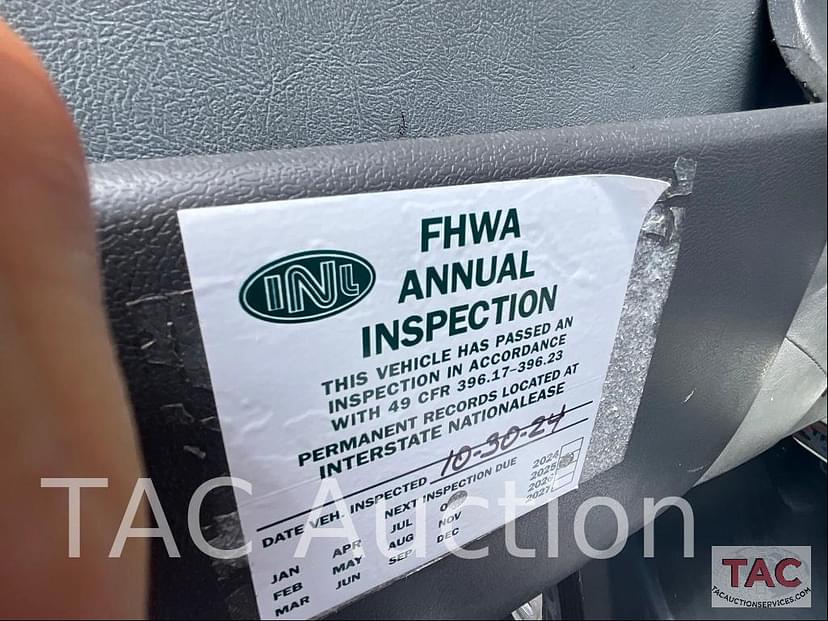 FHWA
INL
ANNUAL
INSPECTION
THIS VEHICLE HAS PASSED AN
INSPECTION IN ACCORDANCE
WITH 49 CFR 396.17-396.23
PERMANENT RECORDS LOCATED AT
INTERSTATE NATIONALEASE
DATE VEH. INSPECTED 10-30-24
NEXT INSPECTION DUE
2024
2025
2026
2027
JAN APR JUL
FEB MAY AUG NOV
MAR JUN SEP DEC
TAC Auction
TAC
TACAUCTIONSERVICES.COM